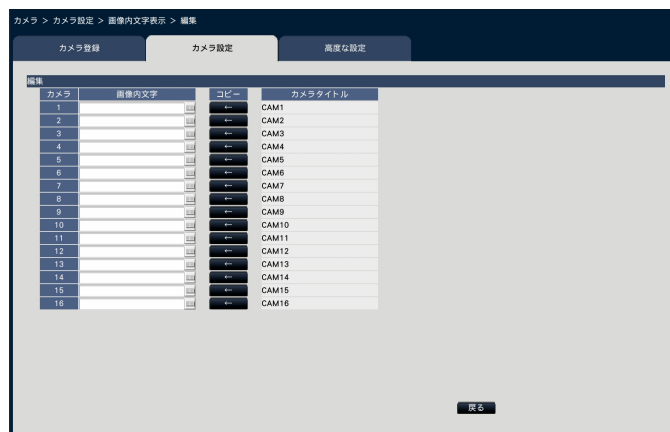 カメラ > カメラ設定 > 画像内文字表示 > 編集
カメラ登録 カメラ設定 高度な設定
編集
カメラ 画像内文字 コピー カメラタイトル
1 ← CAM1
2 ← CAM2
3 ← CAM3
4 ← CAM4
5 ← CAM5
6 ← CAM6
7 ← CAM7
8 ← CAM8
9 ← CAM9
10 ← CAM10
11 ← CAM11
12 ← CAM12
13 ← CAM13
14 ← CAM14
15 ← CAM15
16 ← CAM16
戻る